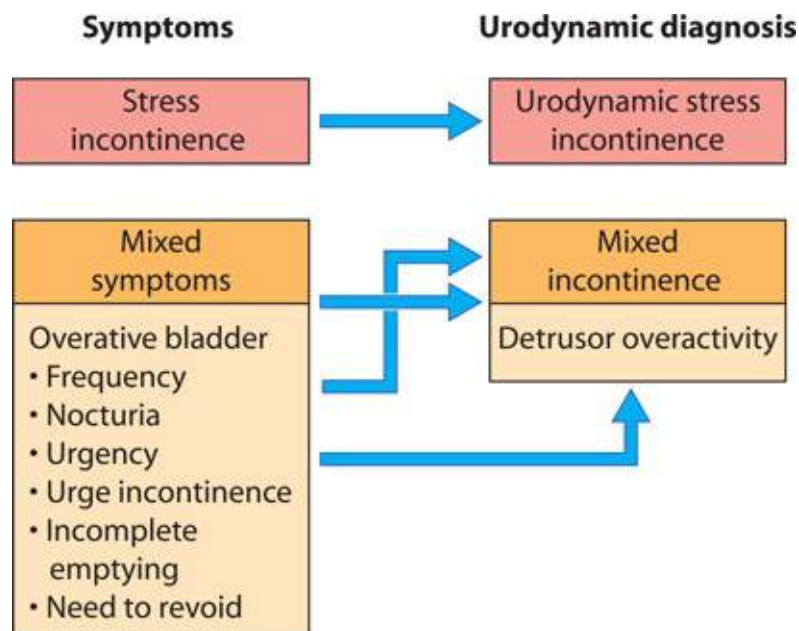 Symptoms
Urodynamic diagnosis
Stress
incontinence
Urodynamic stress
incontinence
Mixed
symptoms
Mixed
incontinence
Overative bladder
• Frequency
• Nocturia
• Urgency
• Urge incontinence
• Incomplete
emptying
• Need to revoid
Detrusor overactivity